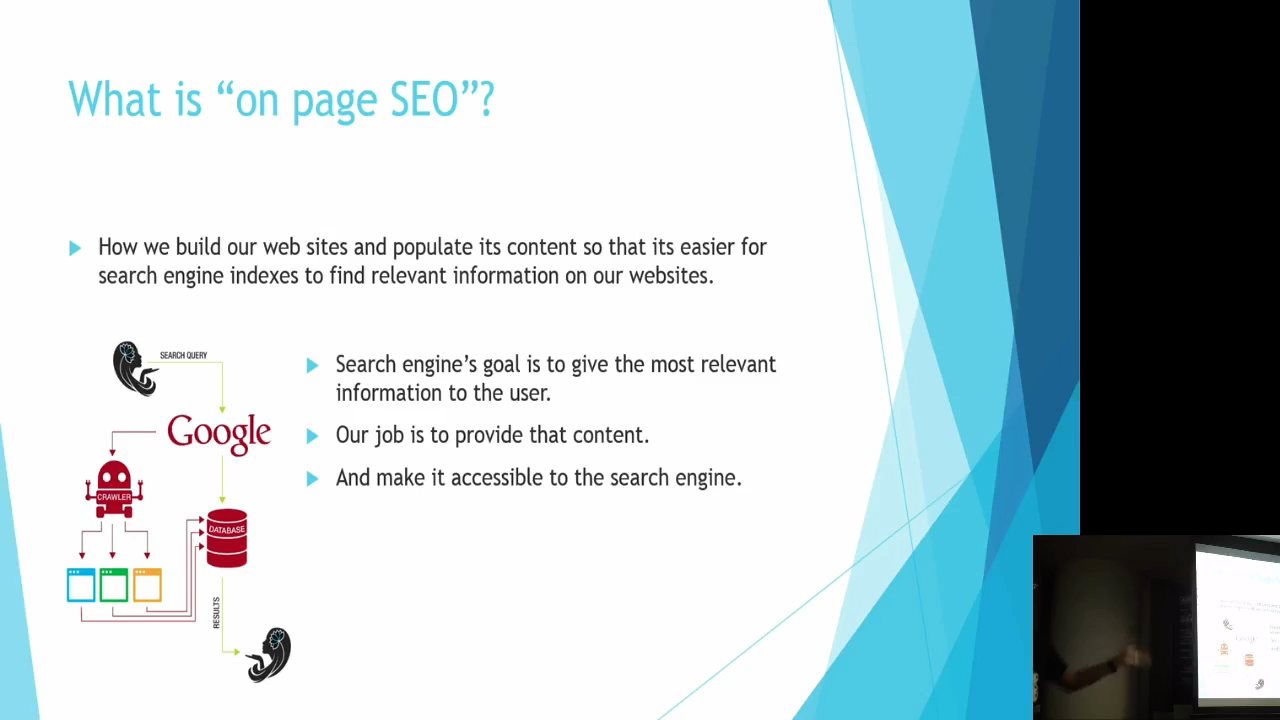 What is “on page SEO”?
How we build our web sites and populate its content so that its easier for
search engine indexes to find relevant information on our websites.
SEARCH QUERY
Google
CRAWLER
DATABASE
RESULTS
Search engine’s goal is to give the most relevant
information to the user.
Our job is to provide that content.
And make it accessible to the search engine.